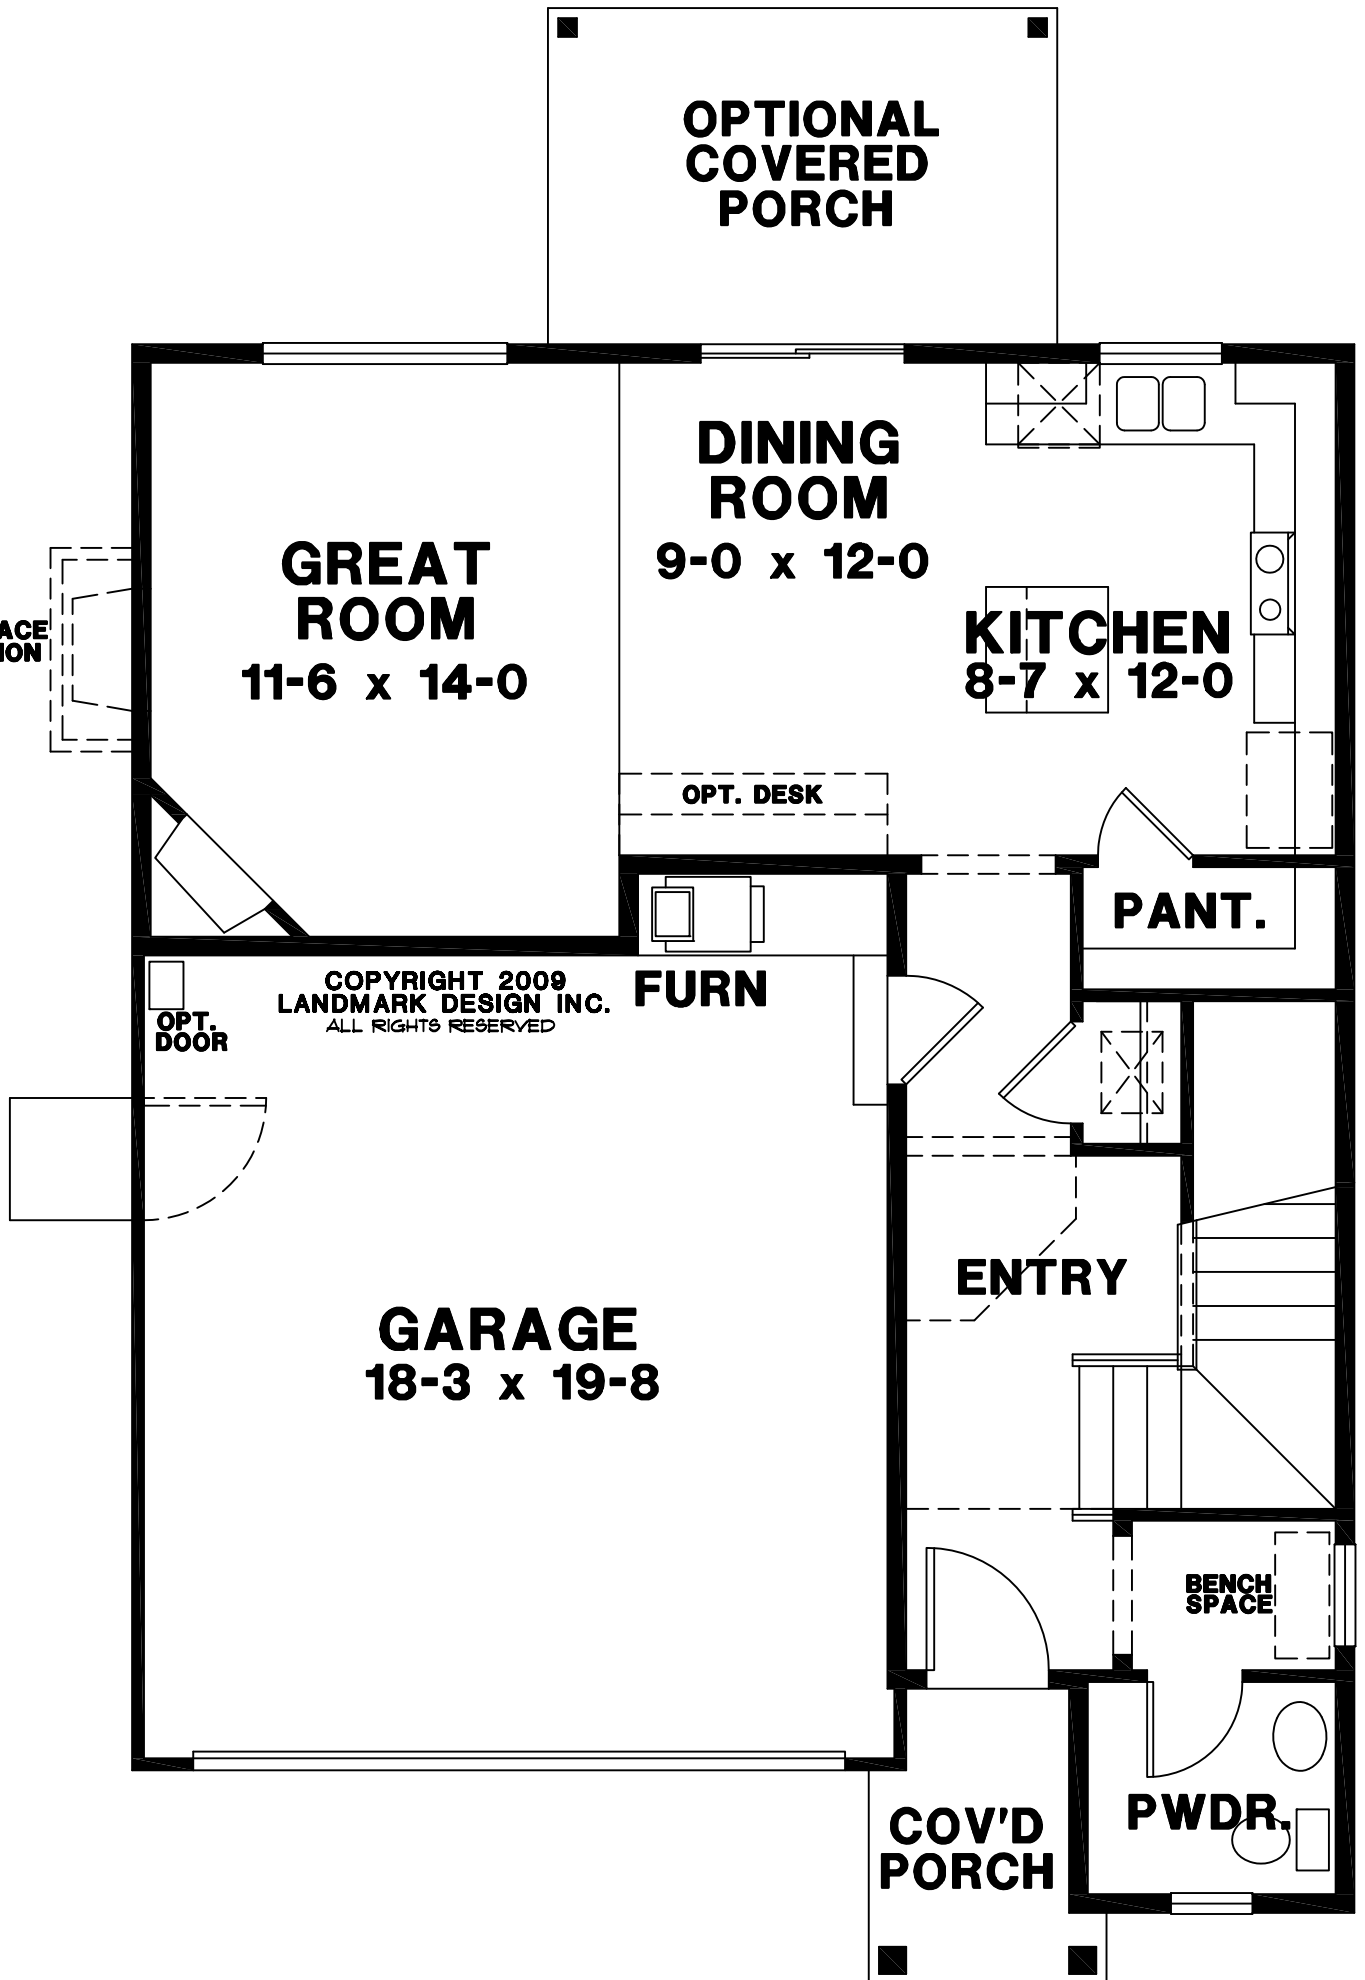 OPTIONAL
COVERED
PORCH
DINING
ROOM
9-0 x 12-0
GREAT
ROOM
11-6 x 14-0
KITCHEN
8-7 x 12-0
OPT. DESK
PANT.
COPYRIGHT 2009
LANDMARK DESIGN INC.
ALL RIGHTS RESERVED
FURN
OPT.
DOOR
ENTRY
GARAGE
18-3 x 19-8
BENCH
SPACE
PWDR.
COV'D
PORCH